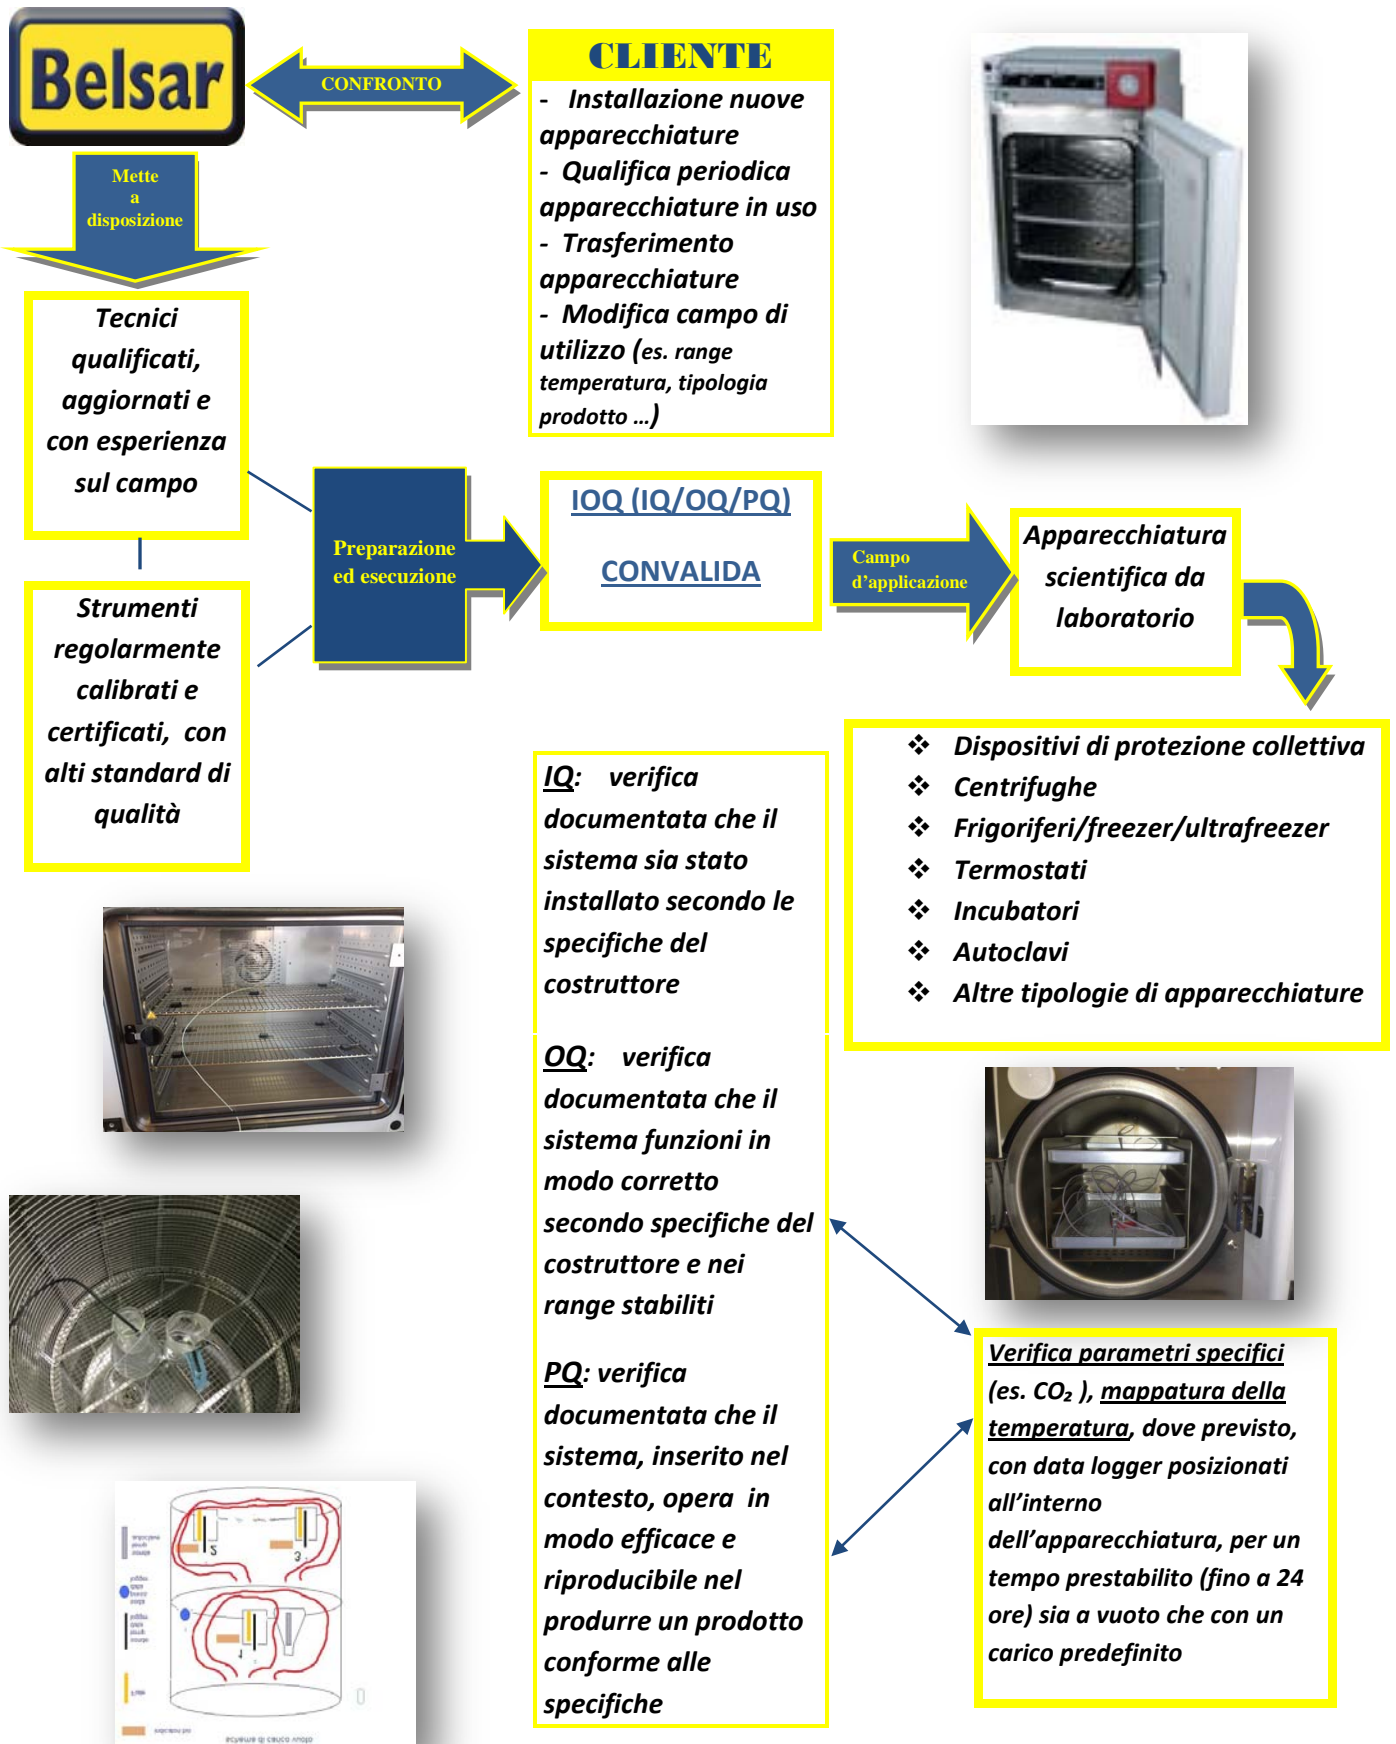 Belsar
CONFRONTO
CLIENTE
- Installazione nuove
apparecchiature
- Qualifica periodica
apparecchiature in uso
- Trasferimento
apparecchiature
- Modifica campo di
utilizzo (es. range
temperatura, tipologia
prodotto ...)
Mette
a
disposizione
Tecnici
qualificati,
aggiornati e
con esperienza
sul campo
Strumenti
regolarmente
calibrati e
certificati, con
alti standard di
qualità
Preparazione
ed esecuzione
IOQ (IQ/OQ/PQ)
CONVALIDA
Campo
d'applicazione
Apparecchiatura
scientifica da
laboratorio
❖ Dispositivi di protezione collettiva
❖ Centrifughe
❖ Frigoriferi/freezer/ultrafreezer
❖ Termostati
❖ Incubatori
❖ Autoclavi
❖ Altre tipologie di apparecchiature
IQ: verifica
documentata che il
sistema sia stato
installato secondo le
specifiche del
costruttore
OQ: verifica
documentata che il
sistema funzioni in
modo corretto
secondo specifiche del
costruttore e nei
range stabiliti
PQ: verifica
documentata che il
sistema, inserito nel
contesto, opera in
modo efficace e
riproducibile nel
produrre un prodotto
conforme alle
specifiche
Verifica parametri specifici
(es. CO₂ ), mappatura della
temperatura, dove previsto,
con data logger posizionati
all'interno
dell'apparecchiatura, per un
tempo prestabilito (fino a 24
ore) sia a vuoto che con un
carico predefinito
2
3
1
schema di carico vuoto